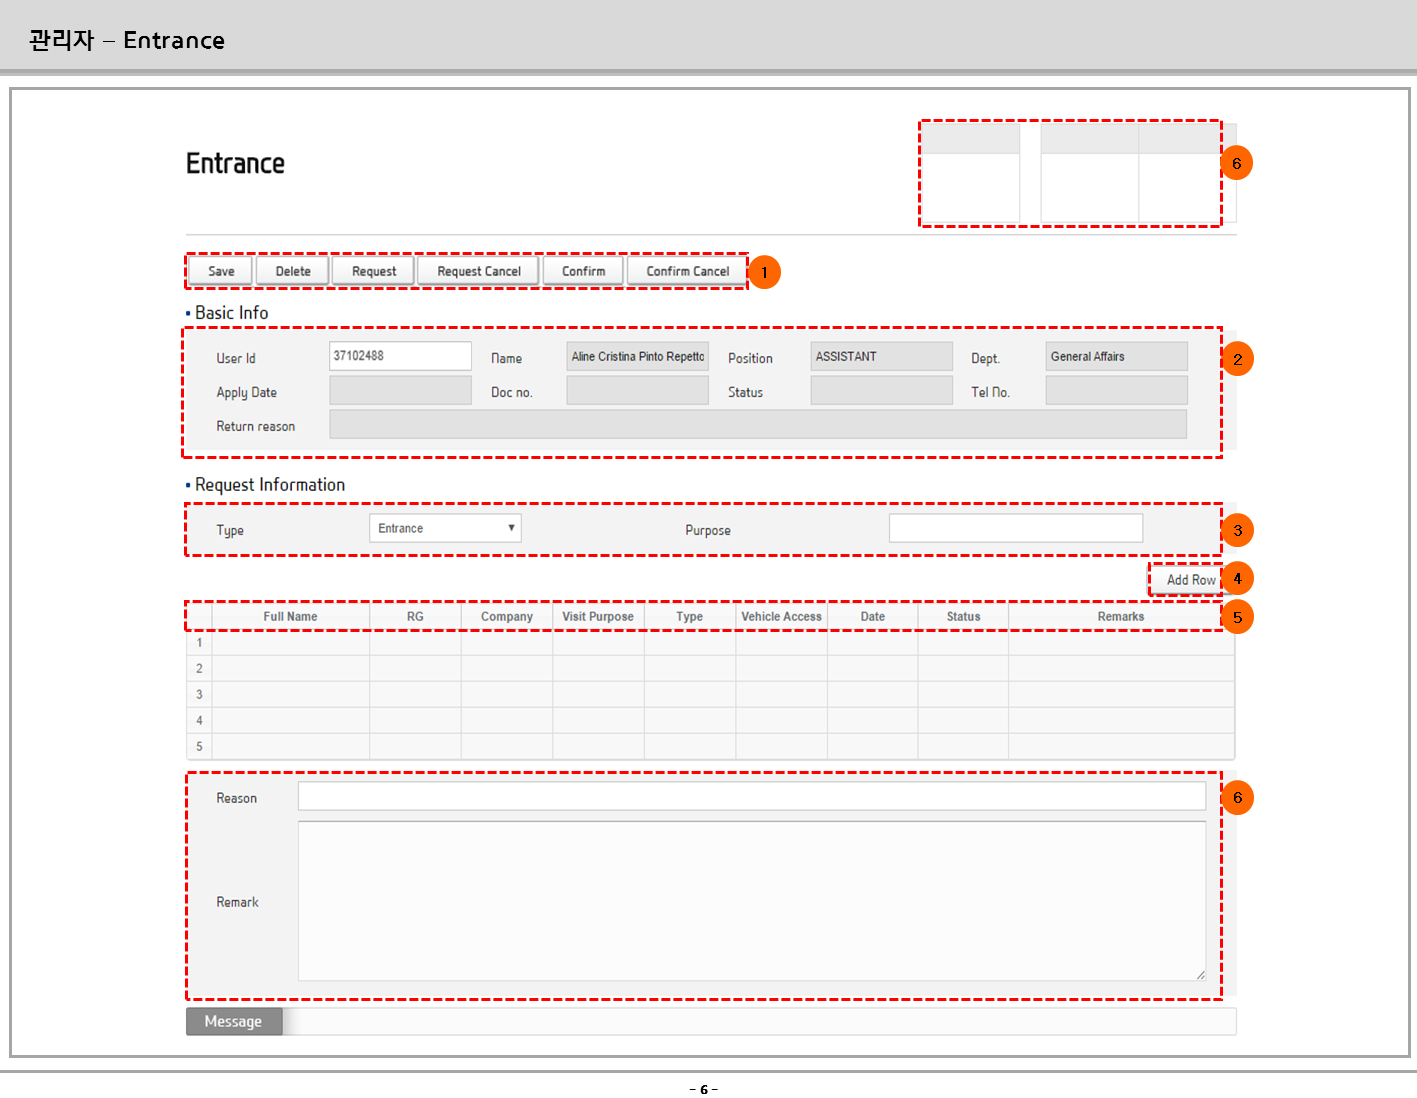 관리자 – Entrance
Entrance
6
Save Delete Request Request Cancel Confirm Confirm Cancel 1
• Basic Info
User Id 37102488 Name Aline Cristina Pinto Repetto Position ASSISTANT Dept. General Affairs 2
Apply Date Doc no. Status Tel No.
Return reason
• Request Information
Type Entrance ▼ Purpose 3
Add Row 4
Full Name RG Company Visit Purpose Type Vehicle Access Date Status Remarks 5
1
2
3
4
5
Reason 6
Remark
Message
- 6 -